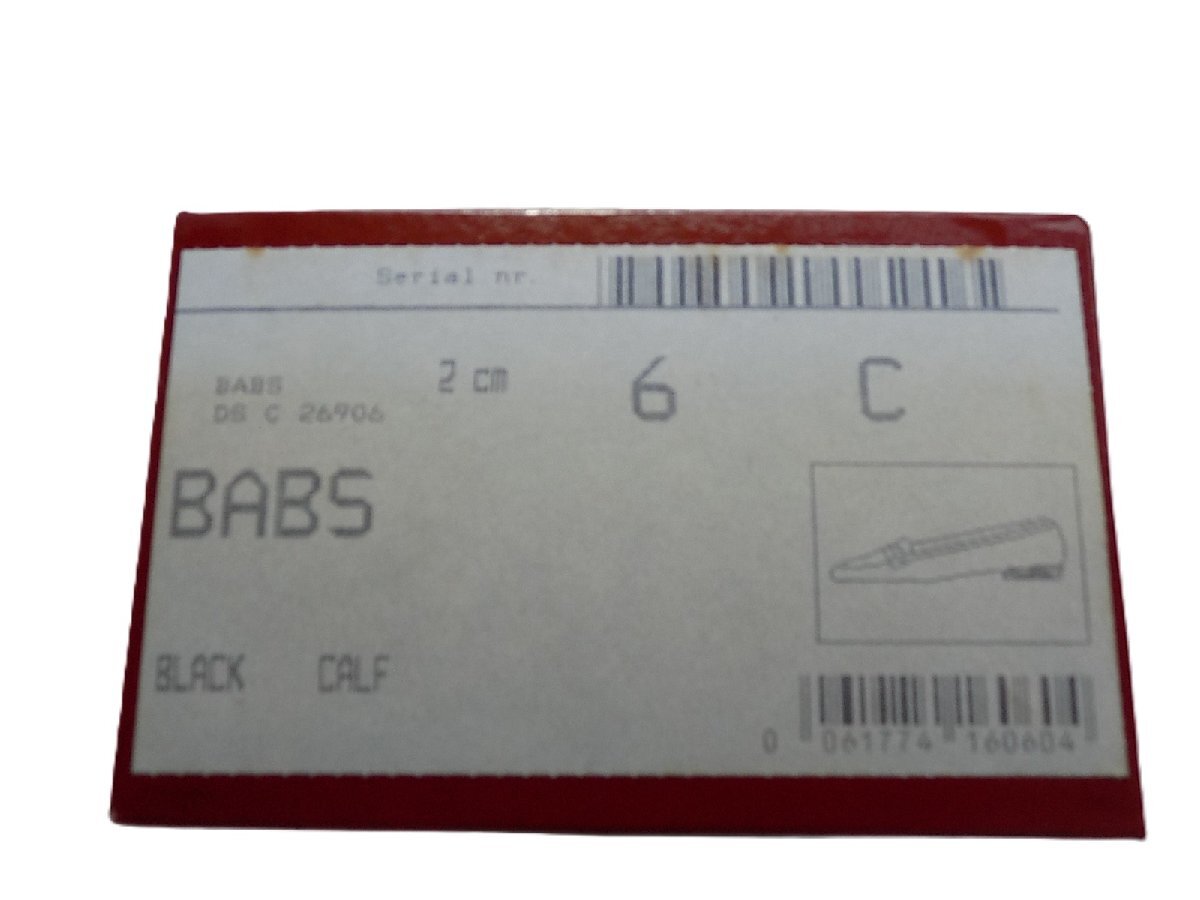 Serial nr.
BABS 2 cm 6 C
DS C 26906
BABS
BLACK CALF
0 061774 160604